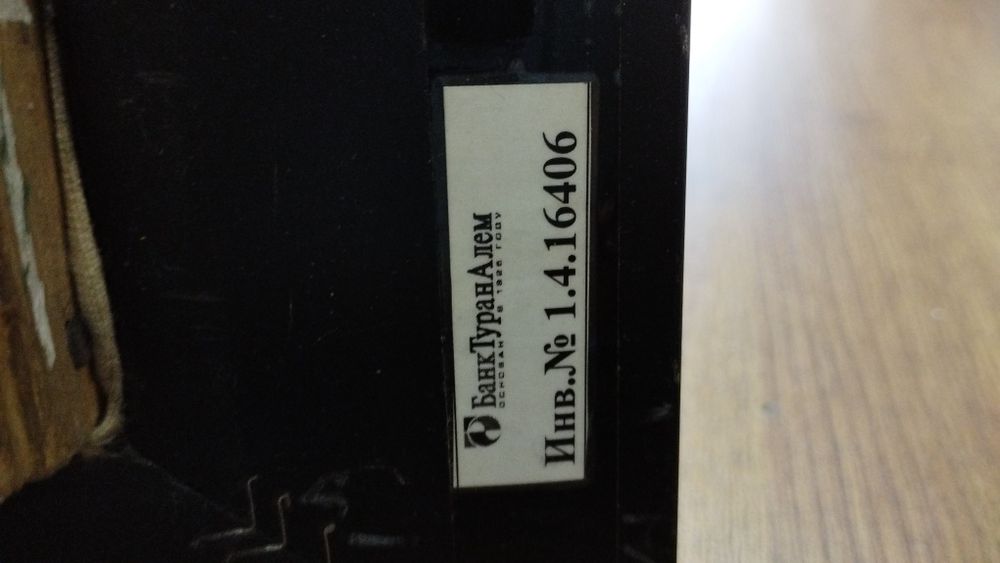 БанкТуранАлем
ОСНОВАН В 1925 ГОДУ
Инв.№ 1.4.16406